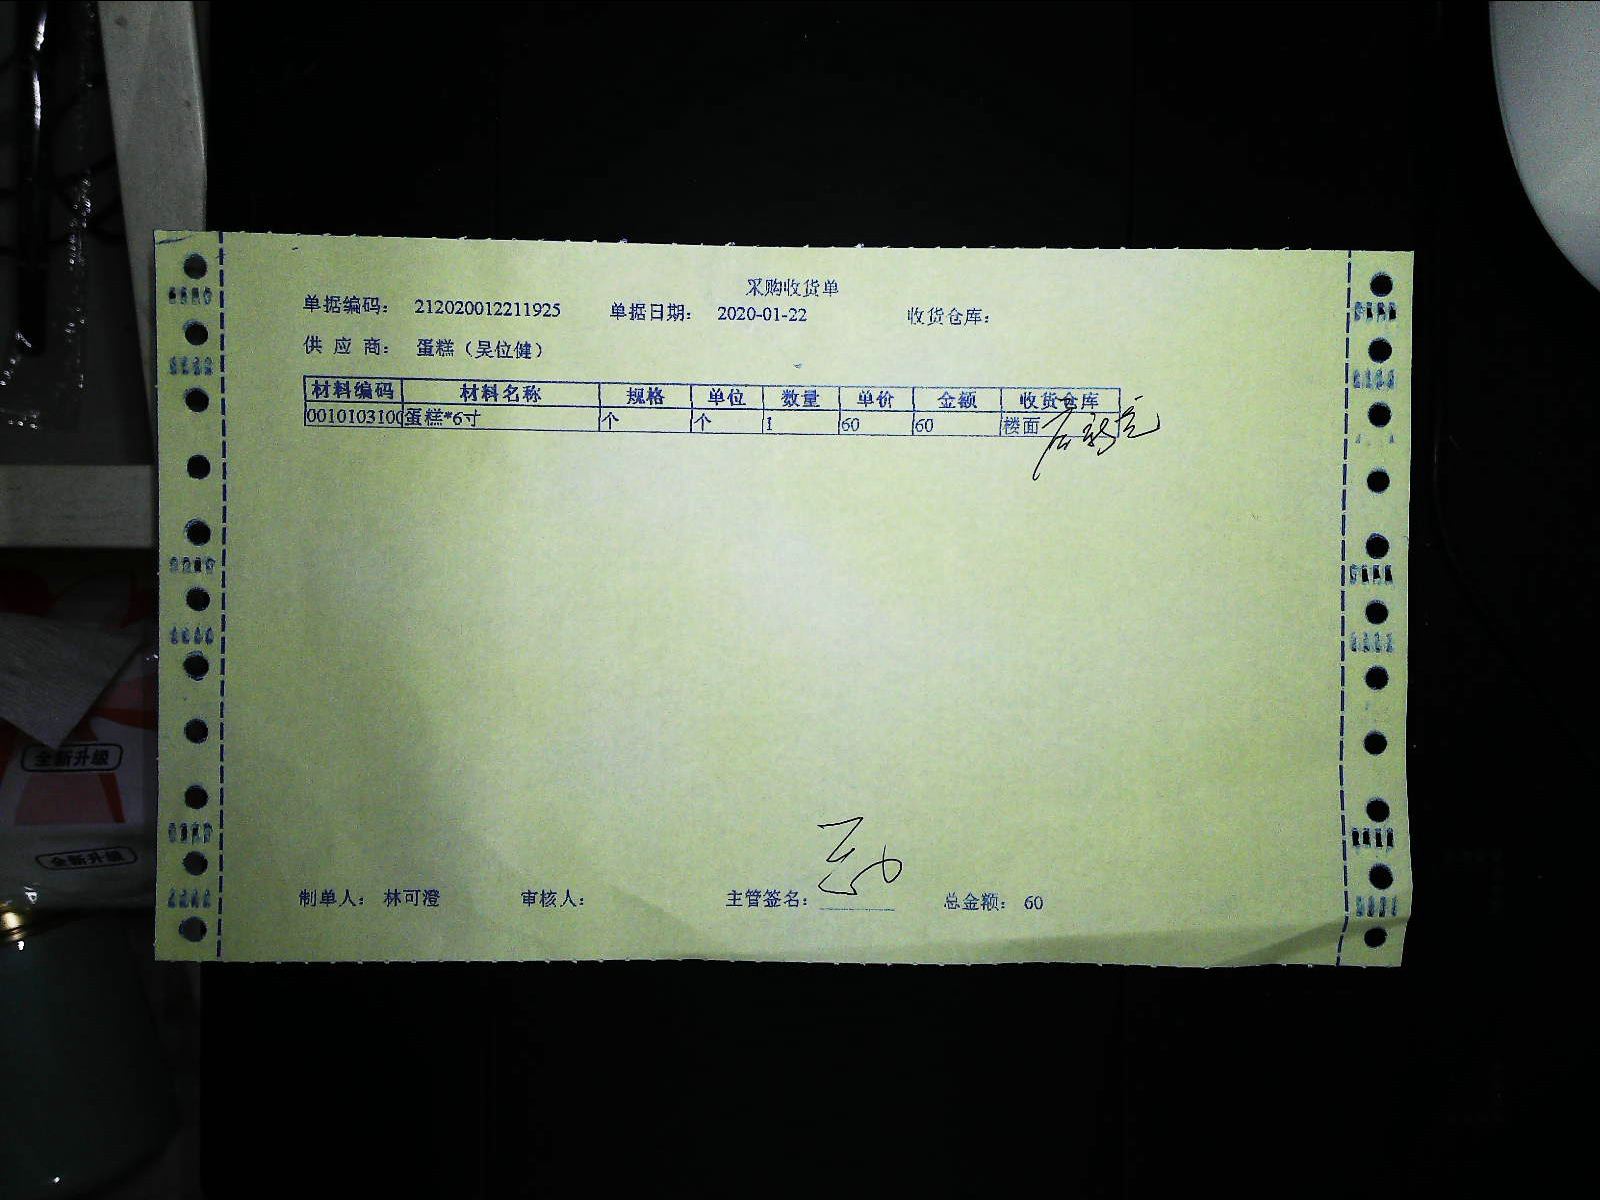 采购收货单
单据编码: 212020012211925 单据日期: 2020-01-22 收货仓库:
供 应 商: 蛋糕（吴位健）
材料编码 材料名称 规格 单位 数量 单价 金额 收货仓库
0010103100 蛋糕*6寸 个 个 1 60 60 楼面
制单人: 林可澄 审核人: 主管签名: 总金额: 60
全新升级
全新升级